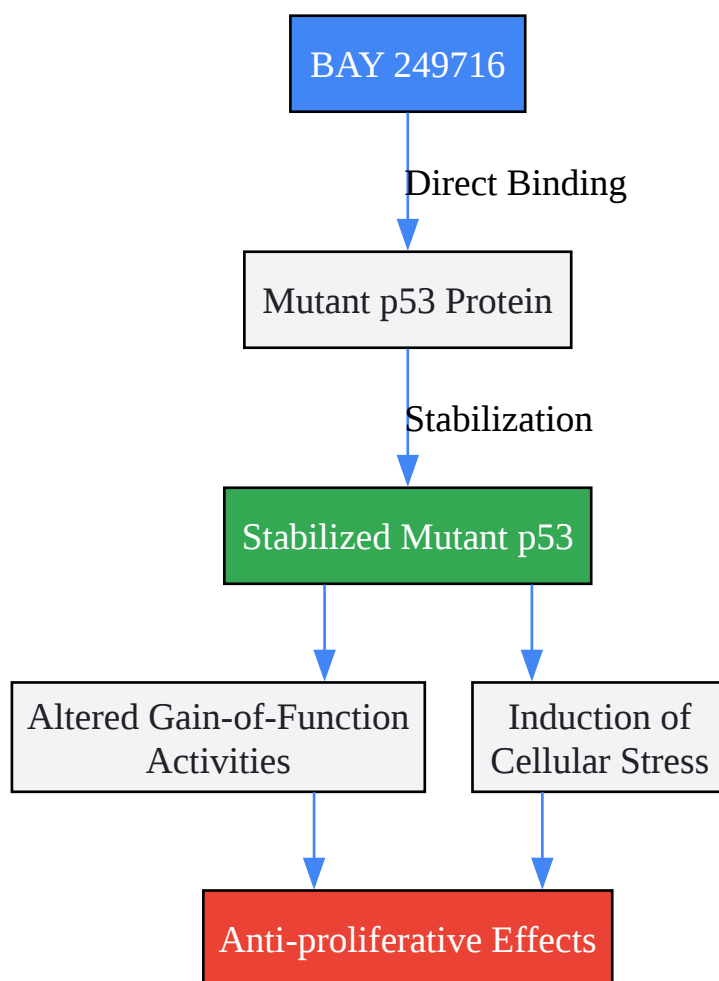 BAY 249716
Direct Binding
Mutant p53 Protein
Stabilization
Stabilized Mutant p53
Altered Gain-of-Function
Activities
Induction of
Cellular Stress
Anti-proliferative Effects